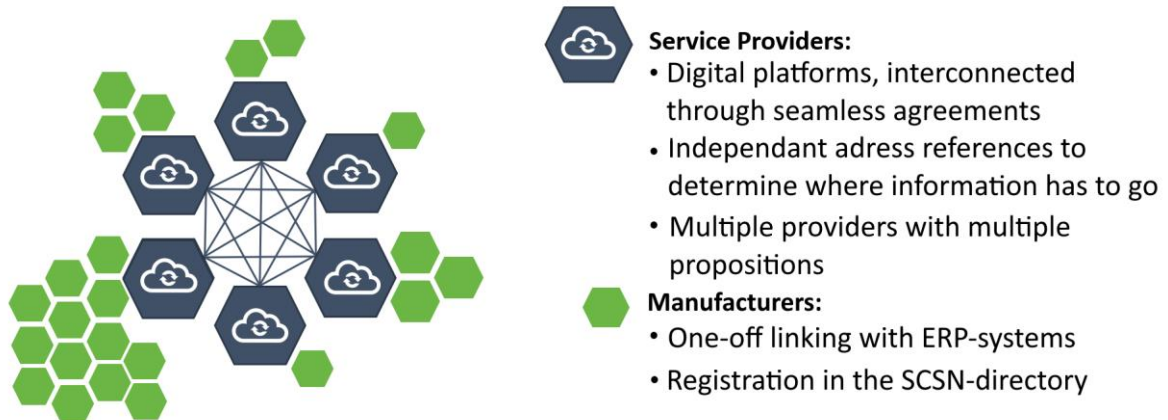 Service Providers:
• Digital platforms, interconnected
through seamless agreements
• Independant adress references to
determine where information has to go
• Multiple providers with multiple
propositions
Manufacturers:
• One-off linking with ERP-systems
• Registration in the SCSN-directory